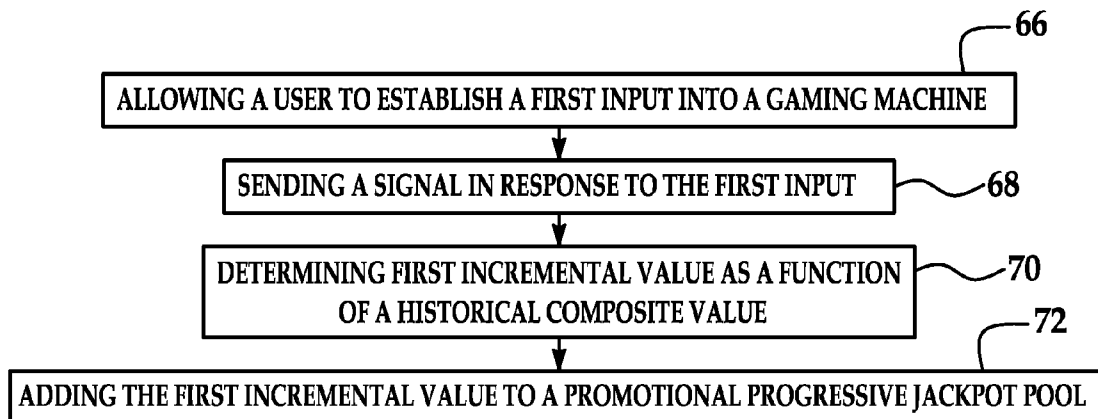 66
ALLOWING A USER TO ESTABLISH A FIRST INPUT INTO A GAMING MACHINE
SENDING A SIGNAL IN RESPONSE TO THE FIRST INPUT
68
DETERMINING FIRST INCREMENTAL VALUE AS A FUNCTION
OF A HISTORICAL COMPOSITE VALUE
70
72
ADDING THE FIRST INCREMENTAL VALUE TO A PROMOTIONAL PROGRESSIVE JACKPOT POOL